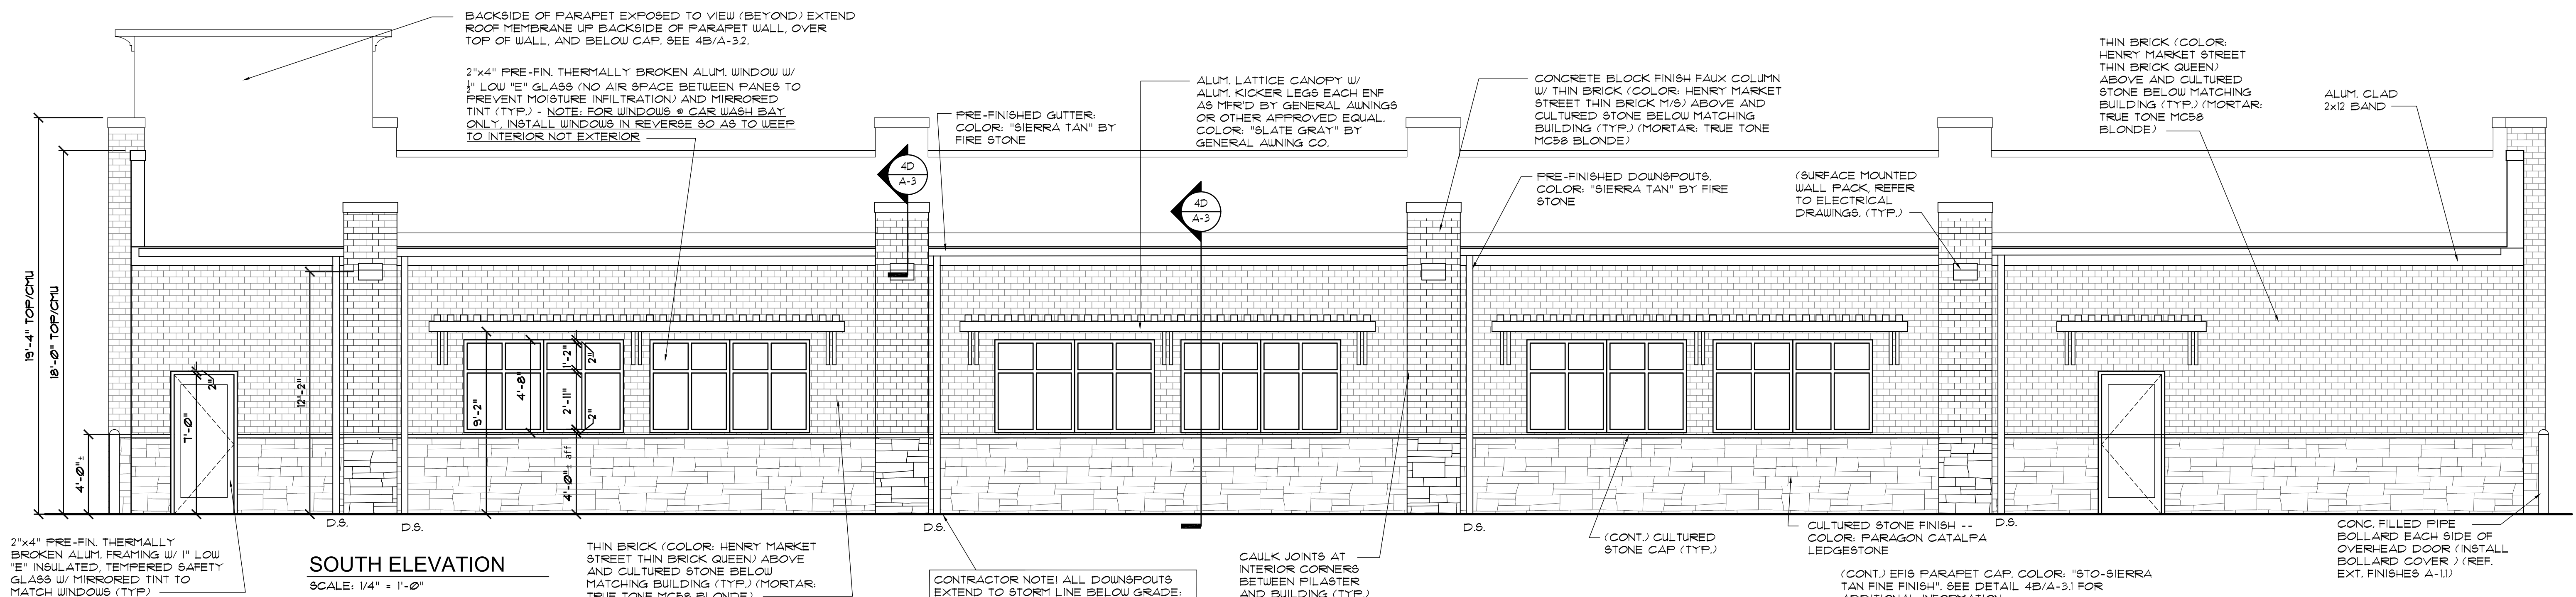 BACKSIDE OF PARAPET EXPOSED TO VIEW (BEYOND) EXTEND
ROOF MEMBRANE UP BACKSIDE OF PARAPET WALL, OVER
TOP OF WALL, AND BELOW CAP. SEE 4B/A-3.2.
2"x4" PRE-FIN. THERMALLY BROKEN ALUM. WINDOW W/
½" LOW "E" GLASS (NO AIR SPACE BETWEEN PANES TO
PREVENT MOISTURE INFILTRATION) AND MIRRORED
TINT (TYP.) - NOTE: FOR WINDOWS @ CAR WASH BAY
ONLY, INSTALL WINDOWS IN REVERSE SO AS TO WEEP
TO INTERIOR NOT EXTERIOR
PRE-FINISHED GUTTER;
COLOR: "SIERRA TAN" BY
FIRE STONE
ALUM. LATTICE CANOPY W/
ALUM. KICKER LEGS EACH ENF
AS MFR'D BY GENERAL AWNINGS
OR OTHER APPROVED EQUAL.
COLOR: "SLATE GRAY" BY
GENERAL AWNING CO.
CONCRETE BLOCK FINISH FAUX COLUMN
W/ THIN BRICK (COLOR: HENRY MARKET
STREET THIN BRICK M/S) ABOVE AND
CULTURED STONE BELOW MATCHING
BUILDING (TYP.) (MORTAR: TRUE TONE
MC58 BLONDE)
PRE-FINISHED DOWNSPOUTS.
COLOR: "SIERRA TAN" BY FIRE
STONE
(SURFACE MOUNTED
WALL PACK, REFER
TO ELECTRICAL
DRAWINGS. (TYP.)
THIN BRICK (COLOR:
HENRY MARKET STREET
THIN BRICK QUEEN)
ABOVE AND CULTURED
STONE BELOW MATCHING
BUILDING (TYP.) (MORTAR:
TRUE TONE MC58
BLONDE)
ALUM. CLAD
2x12 BAND
4D
A-3
4D
A-3
19'-4" TOP/CMU
18'-0" TOP/CMU
4'-0"±
7'-0"
2"
12'-2"
9'-2"
4'-8"
1'-2"
2"
2'-11"
2"
4'-0"± aff
D.S.
D.S.
D.S.
D.S.
D.S.
2"x4" PRE-FIN. THERMALLY
BROKEN ALUM. FRAMING W/ 1" LOW
"E" INSULATED, TEMPERED SAFETY
GLASS W/ MIRRORED TINT TO
MATCH WINDOWS (TYP)
SOUTH ELEVATION
SCALE: 1/4" = 1'-0"
THIN BRICK (COLOR: HENRY MARKET
STREET THIN BRICK QUEEN) ABOVE
AND CULTURED STONE BELOW
MATCHING BUILDING (TYP.) (MORTAR:
TRUE TONE MC58 BLONDE)
CONTRACTOR NOTE! ALL DOWNSPOUTS
EXTEND TO STORM LINE BELOW GRADE;
CAULK JOINTS AT
INTERIOR CORNERS
BETWEEN PILASTER
AND BUILDING (TYP.)
(CONT.) CULTURED
STONE CAP (TYP.)
CULTURED STONE FINISH --
COLOR: PARAGON CATALPA
LEDGESTONE
(CONT.) EFIS PARAPET CAP. COLOR: "STO-SIERRA
TAN FINE FINISH". SEE DETAIL 4B/A-3.1 FOR
ADDITIONAL INFORMATION
CONC. FILLED PIPE
BOLLARD EACH SIDE OF
OVERHEAD DOOR (INSTALL
BOLLARD COVER ) (REF.
EXT. FINISHES A-1.1)